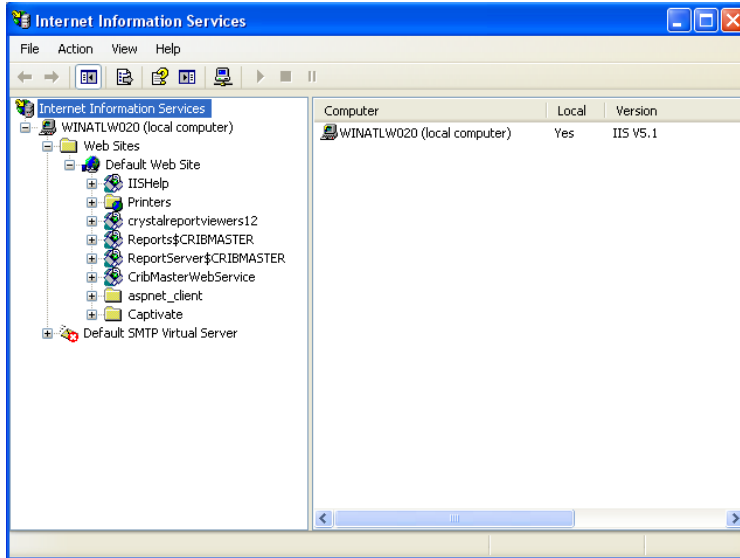 Internet Information Services
File Action View Help
Internet Information Services
WINATLW020 (local computer)
Web Sites
Default Web Site
IISHelp
Printers
crystalreportviewers12
Reports$CRIBMASTER
ReportServer$CRIBMASTER
CribMasterWebService
aspnet_client
Captivate
Default SMTP Virtual Server
Computer Local Version
WINATLW020 (local computer) Yes IIS V5.1